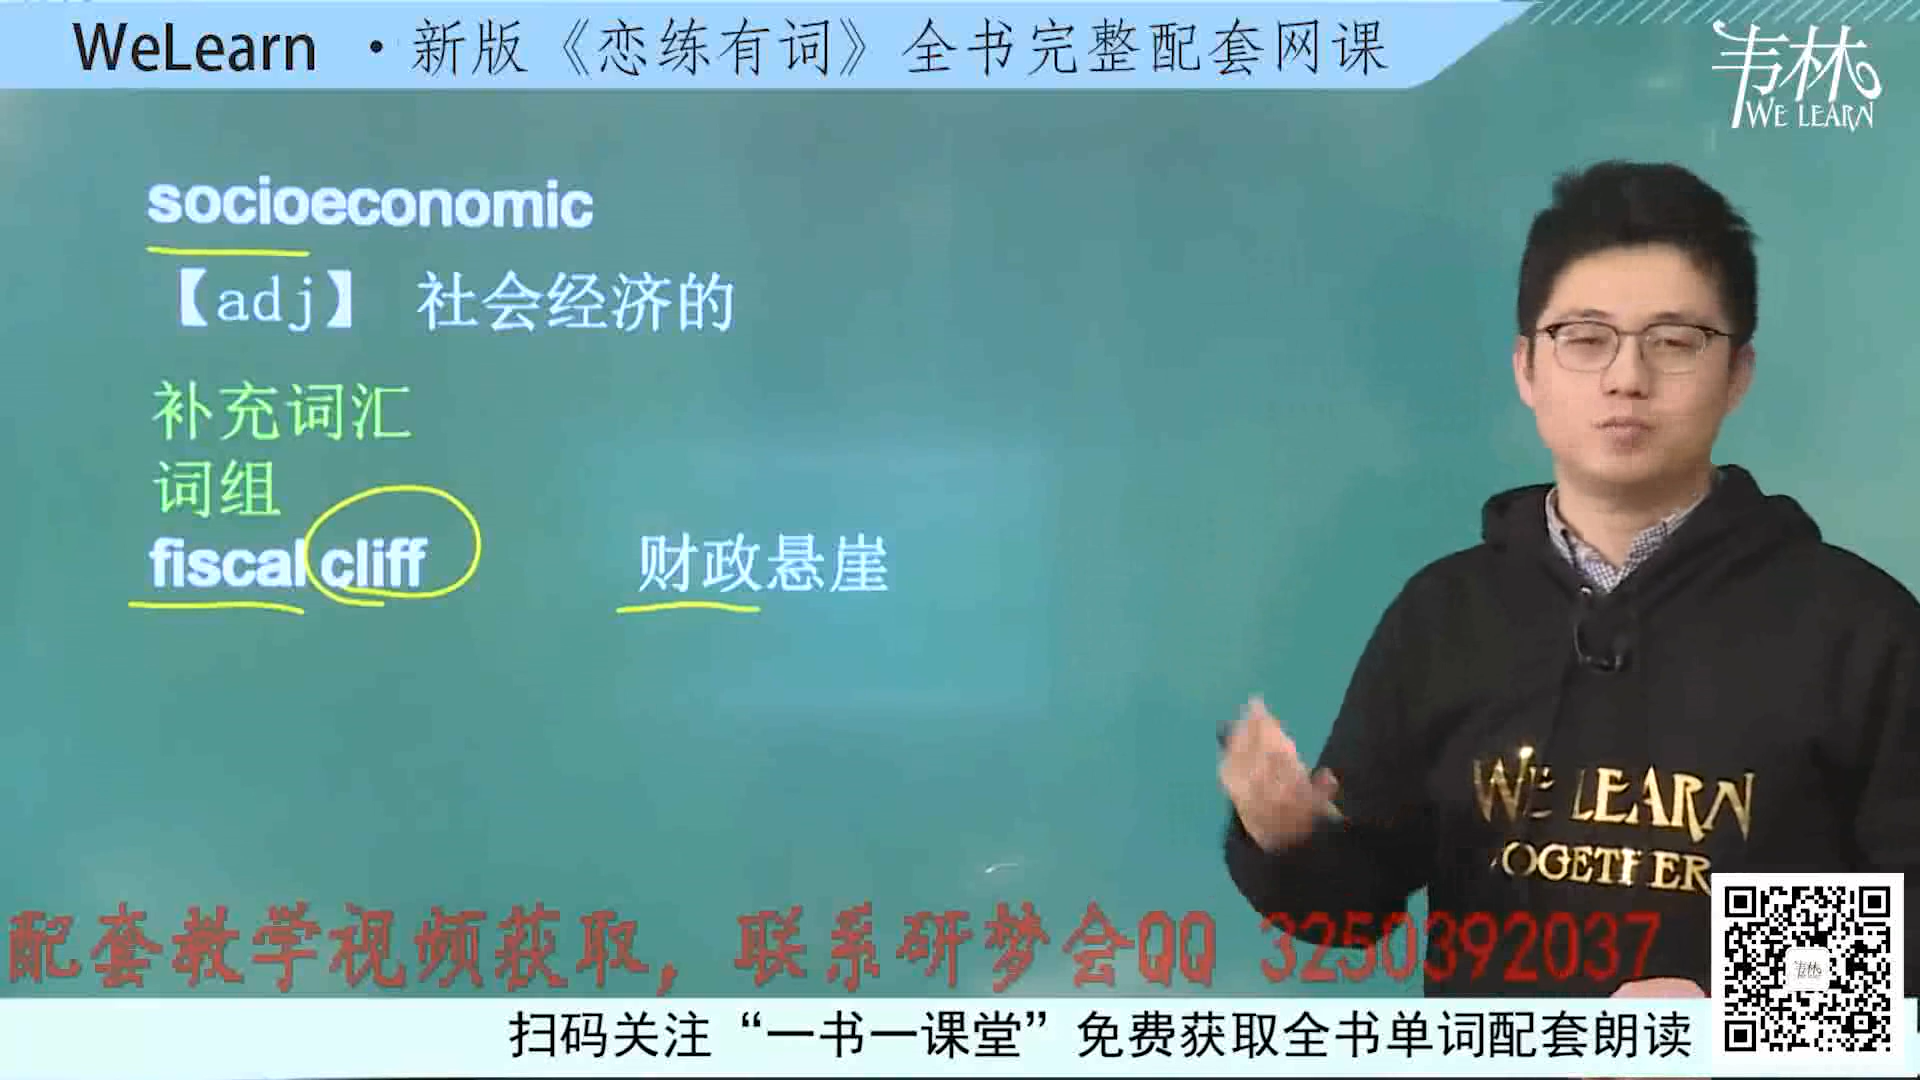 WeLearn ·新版《恋练有词》全书完整配套网课
韦林
WE LEARN
socioeconomic
【adj】 社会经济的
补充词汇
词组
fiscal cliff 财政悬崖
WE LEARN
TOGETHER
配套教学视频获取，联系研梦会QQ 3250392037
扫码关注“一书一课堂”免费获取全书单词配套朗读
韦林